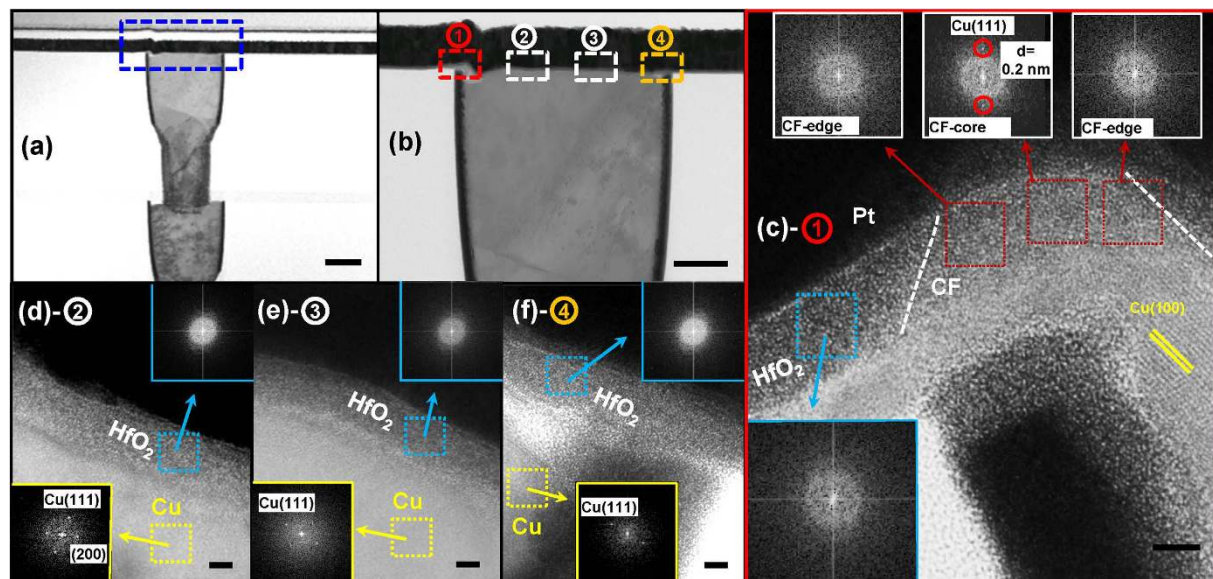 (a)
①
②
③
④
(b)
Cu(111)
d=
0.2 nm
CF-edge
CF-core
CF-edge
(c)-①
Pt
CF
HfO₂
Cu(100)
(d)-②
HfO₂
Cu
Cu(111)
(200)
(e)-③
HfO₂
Cu
Cu(111)
(f)-④
HfO₂
Cu
Cu(111)